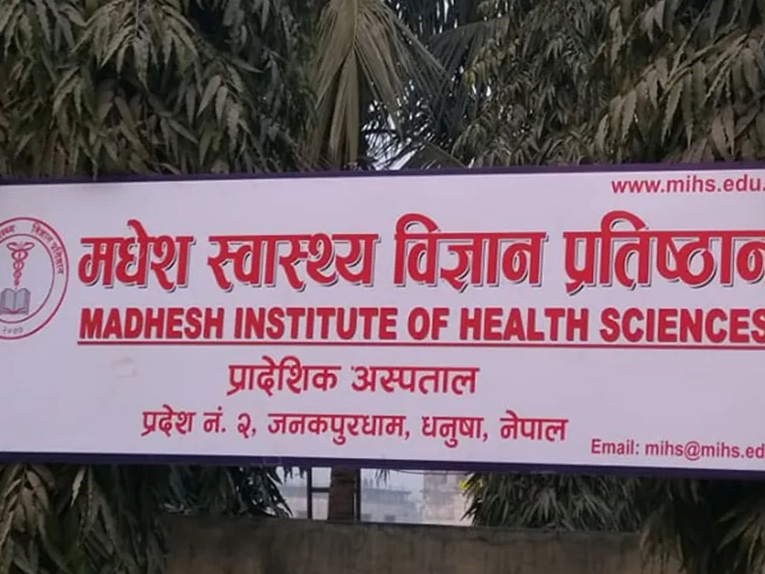 www.mihs.edu.
मधेश स्वास्थ्य विज्ञान प्रतिष्ठान
MADHESH INSTITUTE OF HEALTH SCIENCES
प्रादेशिक अस्पताल
प्रदेश नं. २, जनकपुरधाम, धनुषा, नेपाल
Email: mihs@mihs.ed